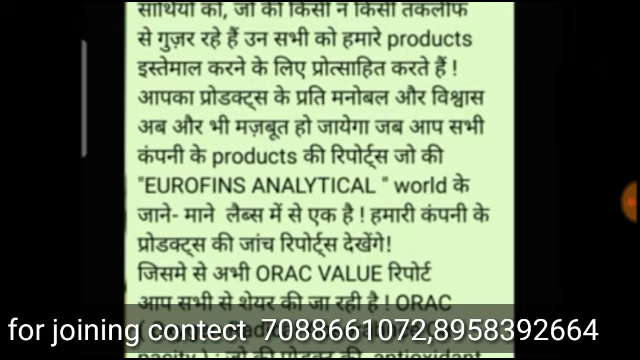 साथियों को, जो की किसी न किसी तकलीफ
से गुज़र रहे हैं उन सभी को हमारे products
इस्तेमाल करने के लिए प्रोत्साहित करते हैं !
आपका प्रोडक्ट्स के प्रति मनोबल और विश्वास
अब और भी मज़बूत हो जायेगा जब आप सभी
कंपनी के products की रिपोर्ट्स जो की
"EUROFINS ANALYTICAL " world के
जाने- माने लैब्स में से एक है ! हमारी कंपनी के
प्रोडक्ट्स की जांच रिपोर्ट्स देखेंगे!
जिसमे से अभी ORAC VALUE रिपोर्ट
आप सभी से शेयर की जा रही है ! ORAC
for joining contect 7088661072,8958392664